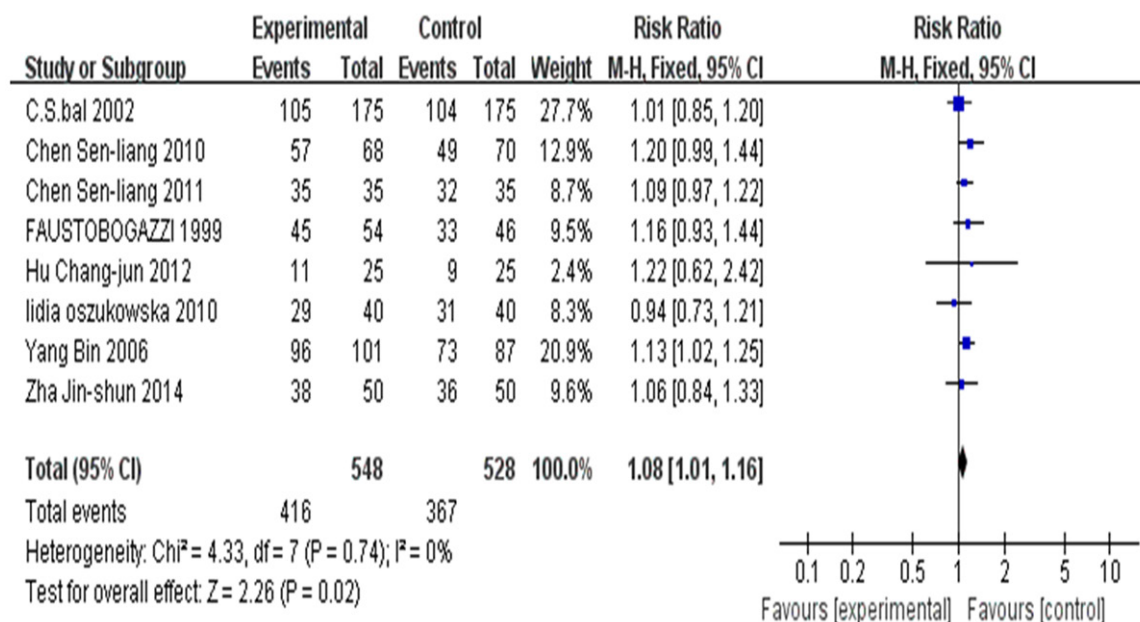 Experimental Control Risk Ratio Risk Ratio
Study or Subgroup Events Total Events Total Weight M-H, Fixed, 95% CI M-H, Fixed, 95% CI
C.S.bal 2002 105 175 104 175 27.7% 1.01 [0.85, 1.20]
Chen Sen-liang 2010 57 68 49 70 12.9% 1.20 [0.99, 1.44]
Chen Sen-liang 2011 35 35 32 35 8.7% 1.09 [0.97, 1.22]
FAUSTOBOGAZZI 1999 45 54 33 46 9.5% 1.16 [0.93, 1.44]
Hu Chang-jun 2012 11 25 9 25 2.4% 1.22 [0.62, 2.42]
lidia oszukowska 2010 29 40 31 40 8.3% 0.94 [0.73, 1.21]
Yang Bin 2006 96 101 73 87 20.9% 1.13 [1.02, 1.25]
Zha Jin-shun 2014 38 50 36 50 9.6% 1.06 [0.84, 1.33]
Total (95% CI) 548 528 100.0% 1.08 [1.01, 1.16]
Total events 416 367
Heterogeneity: Chi² = 4.33, df = 7 (P = 0.74); I² = 0%
Test for overall effect: Z = 2.26 (P = 0.02)
0.1 0.2 0.5 1 2 5 10
Favours [experimental] Favours [control]